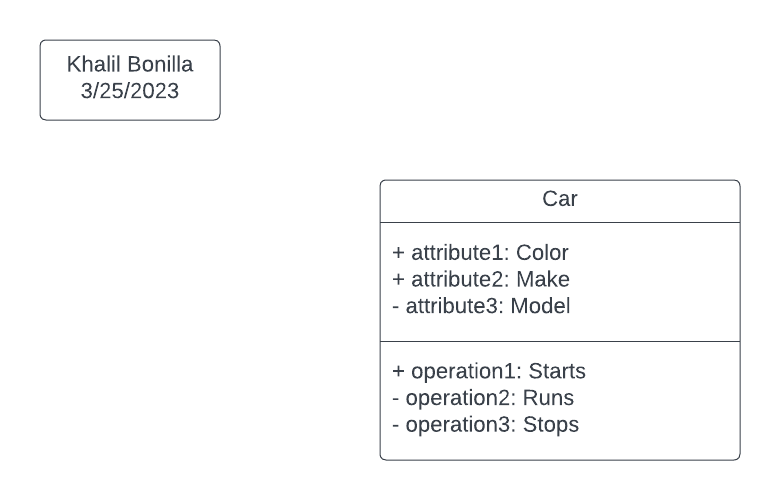 Khalil Bonilla
3/25/2023
Car
+ attribute1: Color
+ attribute2: Make
- attribute3: Model
+ operation1: Starts
- operation2: Runs
- operation3: Stops